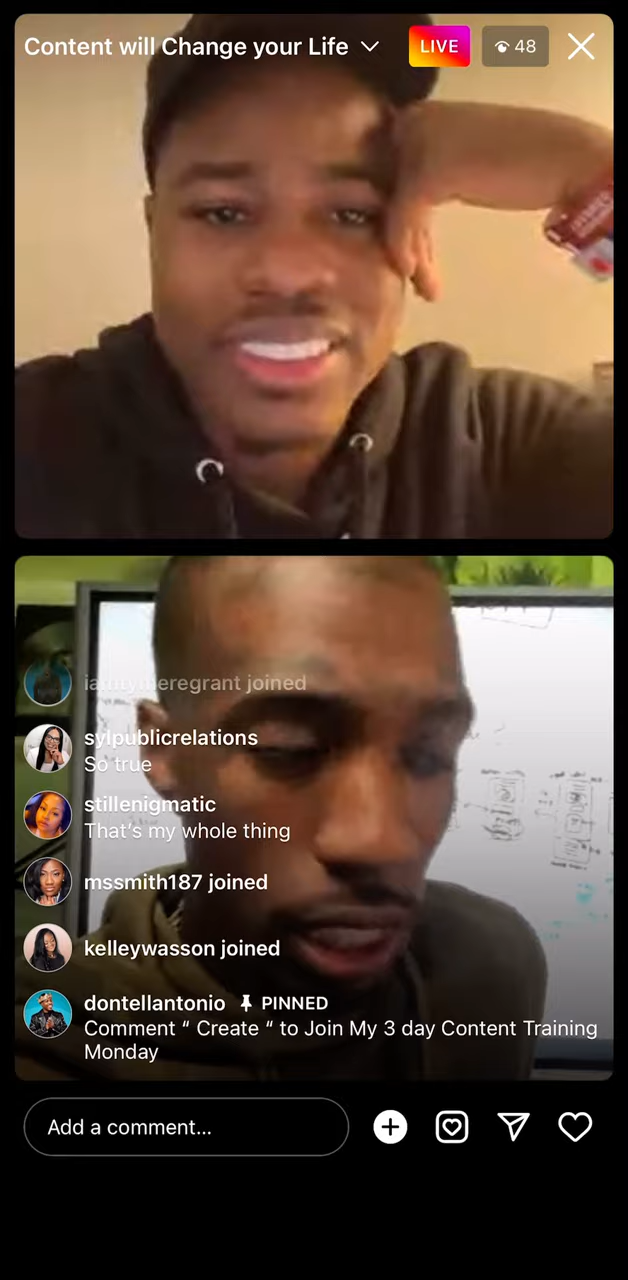 Content will Change your Life
LIVE
48
joined
sylpublicrelations
So true
stillenigmatic
That's my whole thing
mssmith187 joined
kelleywasson joined
dontellantonio PINNED
Comment “ Create “ to Join My 3 day Content Training
Monday
Add a comment...